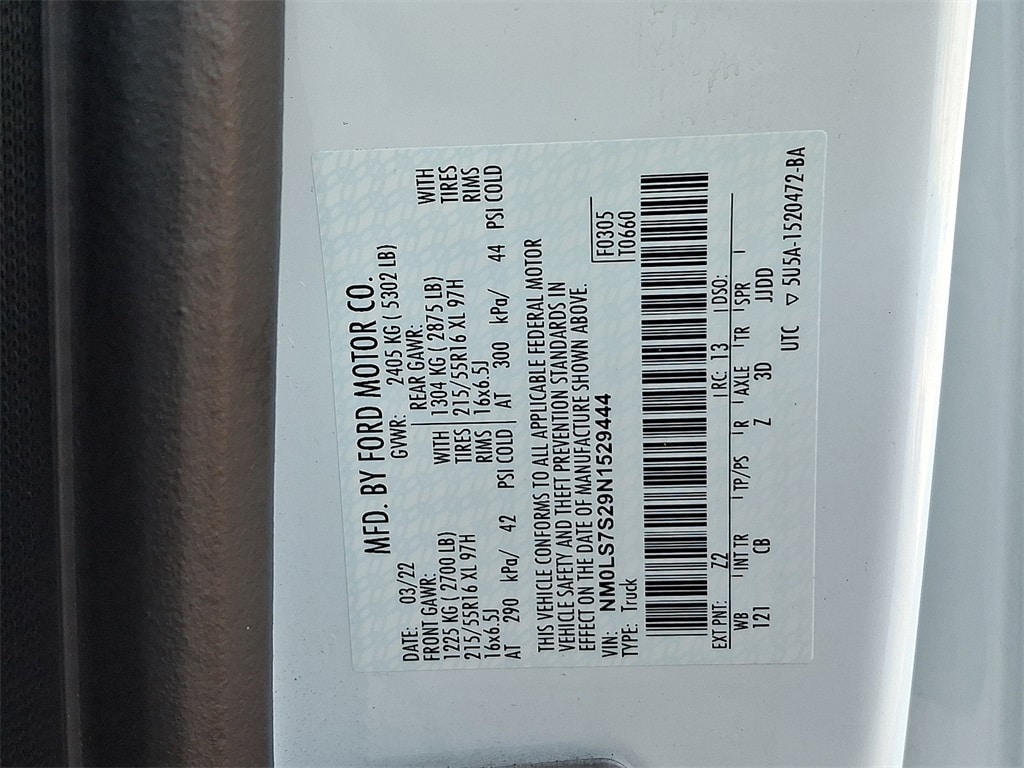 MFD. BY FORD MOTOR CO.
DATE: 03/22 GVWR: 2405 KG ( 5302 LB)
FRONT GAWR: REAR GAWR:
1225 KG ( 2700 LB) WITH 1304 KG ( 2875 LB) WITH
215/55R16 XL 97H TIRES 215/55R16 XL 97H TIRES
16x6.5J RIMS 16x6.5J RIMS
AT 290 kPa/ 42 PSI COLD AT 300 kPa/ 44 PSI COLD
THIS VEHICLE CONFORMS TO ALL APPLICABLE FEDERAL MOTOR
VEHICLE SAFETY AND THEFT PREVENTION STANDARDS IN
EFFECT ON THE DATE OF MANUFACTURE SHOWN ABOVE.
VIN: NM0LS7S29N1529444 F0305
TYPE: Truck T0660
EXT PNT: Z2 RC: 13 DSO:
WB INT TR TP/PS R AXLE TR SPR
121 CB Z 3D JJDD
UTC ▽ 5U5A-1520472-BA